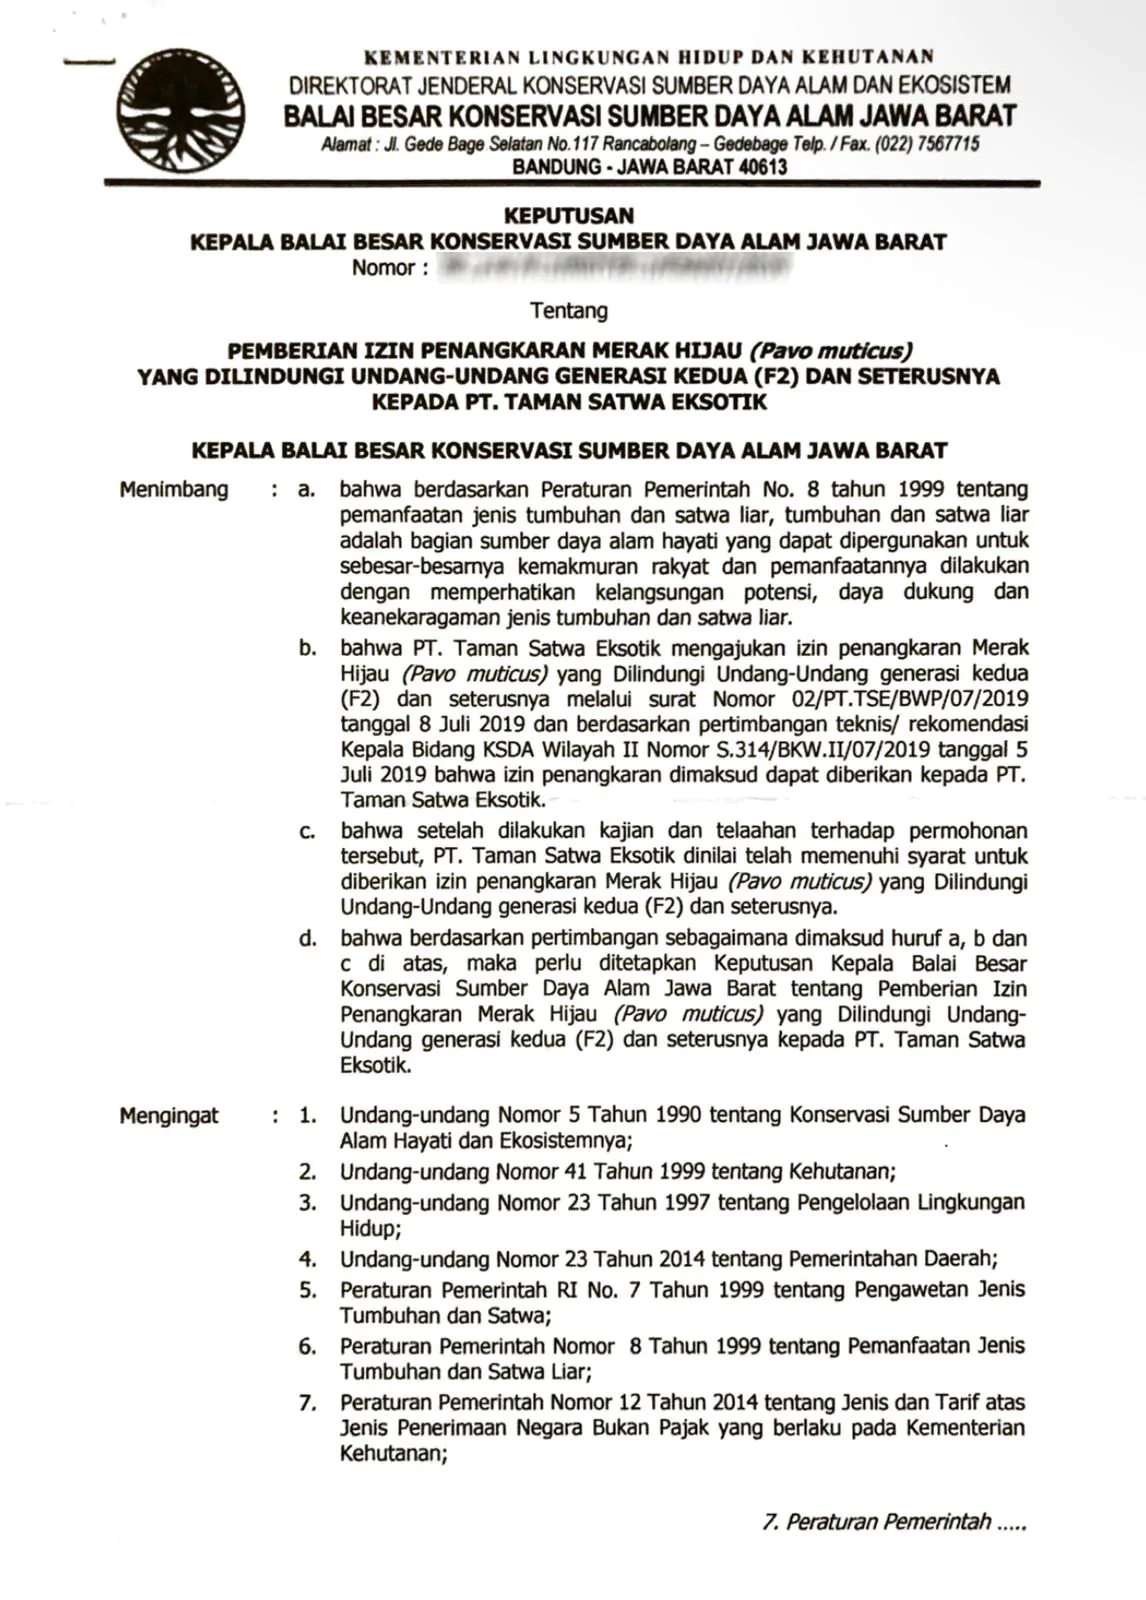 KEMENTERIAN LINGKUNGAN HIDUP DAN KEHUTANAN
DIREKTORAT JENDERAL KONSERVASI SUMBER DAYA ALAM DAN EKOSISTEM
BALAI BESAR KONSERVASI SUMBER DAYA ALAM JAWA BARAT
Alamat : Jl. Gede Bage Selatan No.117 Rancabolang – Gedebage Telp. / Fax. (022) 7567715
BANDUNG - JAWA BARAT 40613
KEPUTUSAN
KEPALA BALAI BESAR KONSERVASI SUMBER DAYA ALAM JAWA BARAT
Nomor :
Tentang
PEMBERIAN IZIN PENANGKARAN MERAK HIJAU (Pavo muticus)
YANG DILINDUNGI UNDANG-UNDANG GENERASI KEDUA (F2) DAN SETERUSNYA
KEPADA PT. TAMAN SATWA EKSOTIK
KEPALA BALAI BESAR KONSERVASI SUMBER DAYA ALAM JAWA BARAT
Menimbang : a. bahwa berdasarkan Peraturan Pemerintah No. 8 tahun 1999 tentang
pemanfaatan jenis tumbuhan dan satwa liar, tumbuhan dan satwa liar
adalah bagian sumber daya alam hayati yang dapat dipergunakan untuk
sebesar-besarnya kemakmuran rakyat dan pemanfaatannya dilakukan
dengan memperhatikan kelangsungan potensi, daya dukung dan
keanekaragaman jenis tumbuhan dan satwa liar.
b. bahwa PT. Taman Satwa Eksotik mengajukan izin penangkaran Merak
Hijau (Pavo muticus) yang Dilindungi Undang-Undang generasi kedua
(F2) dan seterusnya melalui surat Nomor 02/PT.TSE/BWP/07/2019
tanggal 8 Juli 2019 dan berdasarkan pertimbangan teknis/ rekomendasi
Kepala Bidang KSDA Wilayah II Nomor S.314/BKW.II/07/2019 tanggal 5
Juli 2019 bahwa izin penangkaran dimaksud dapat diberikan kepada PT.
Taman Satwa Eksotik.
c. bahwa setelah dilakukan kajian dan telaahan terhadap permohonan
tersebut, PT. Taman Satwa Eksotik dinilai telah memenuhi syarat untuk
diberikan izin penangkaran Merak Hijau (Pavo muticus) yang Dilindungi
Undang-Undang generasi kedua (F2) dan seterusnya.
d. bahwa berdasarkan pertimbangan sebagaimana dimaksud huruf a, b dan
c di atas, maka perlu ditetapkan Keputusan Kepala Balai Besar
Konservasi Sumber Daya Alam Jawa Barat tentang Pemberian Izin
Penangkaran Merak Hijau (Pavo muticus) yang Dilindungi Undang-
Undang generasi kedua (F2) dan seterusnya kepada PT. Taman Satwa
Eksotik.
Mengingat : 1. Undang-undang Nomor 5 Tahun 1990 tentang Konservasi Sumber Daya
Alam Hayati dan Ekosistemnya;
2. Undang-undang Nomor 41 Tahun 1999 tentang Kehutanan;
3. Undang-undang Nomor 23 Tahun 1997 tentang Pengelolaan Lingkungan
Hidup;
4. Undang-undang Nomor 23 Tahun 2014 tentang Pemerintahan Daerah;
5. Peraturan Pemerintah RI No. 7 Tahun 1999 tentang Pengawetan Jenis
Tumbuhan dan Satwa;
6. Peraturan Pemerintah Nomor 8 Tahun 1999 tentang Pemanfaatan Jenis
Tumbuhan dan Satwa Liar;
7. Peraturan Pemerintah Nomor 12 Tahun 2014 tentang Jenis dan Tarif atas
Jenis Penerimaan Negara Bukan Pajak yang berlaku pada Kementerian
Kehutanan;
7. Peraturan Pemerintah .....